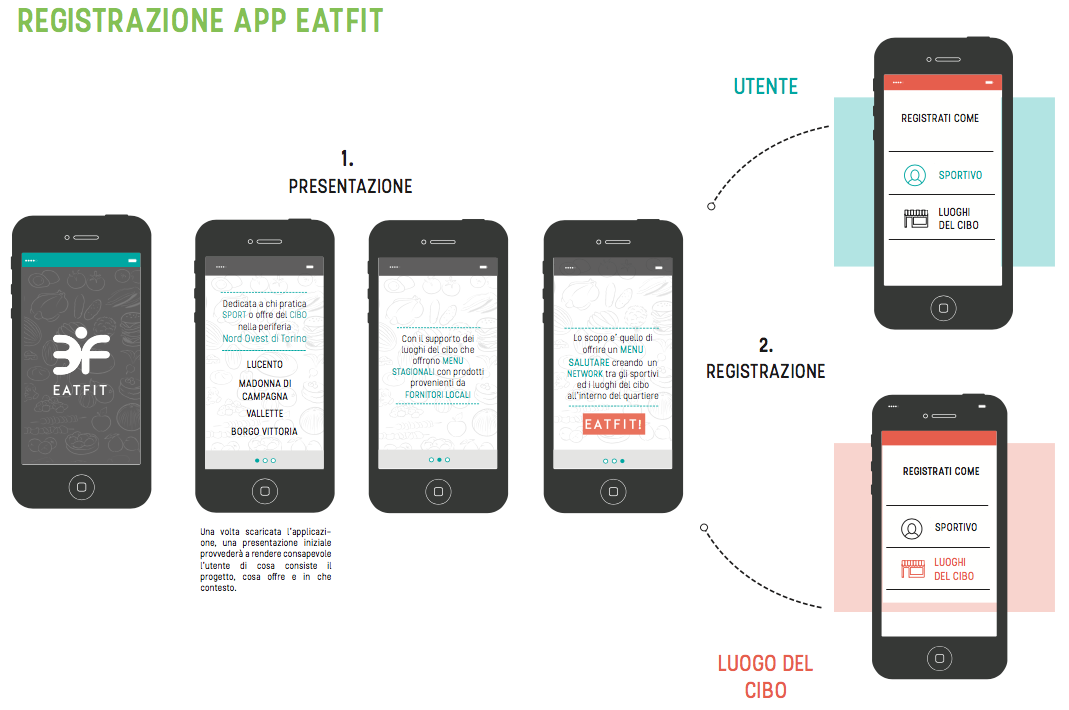 REGISTRAZIONE APP EATFIT
1.
PRESENTAZIONE
EATFIT
Dedicata a chi pratica
SPORT o offre del CIBO
nella periferia
Nord Ovest di Torino
LUCENTO
MADONNA DI
CAMPAGNA
VALLETTE
BORGO VITTORIA
Una volta scaricata l'applicazi-
one, una presentazione iniziale
provvederà a rendere consapevole
l'utente di cosa consiste il
progetto, cosa offre e in che
contesto.
Con il supporto dei
luoghi del cibo che
offrono MENU
STAGIONALI con prodotti
provenienti da
FORNITORI LOCALI
Lo scopo e' quello di
offrire un MENU
SALUTARE creando un
NETWORK tra gli sportivi
ed i luoghi del cibo
all'interno del quartiere
EATFIT!
2.
REGISTRAZIONE
UTENTE
REGISTRATI COME
SPORTIVO
LUOGHI
DEL CIBO
LUOGO DEL
CIBO
REGISTRATI COME
SPORTIVO
LUOGHI
DEL CIBO